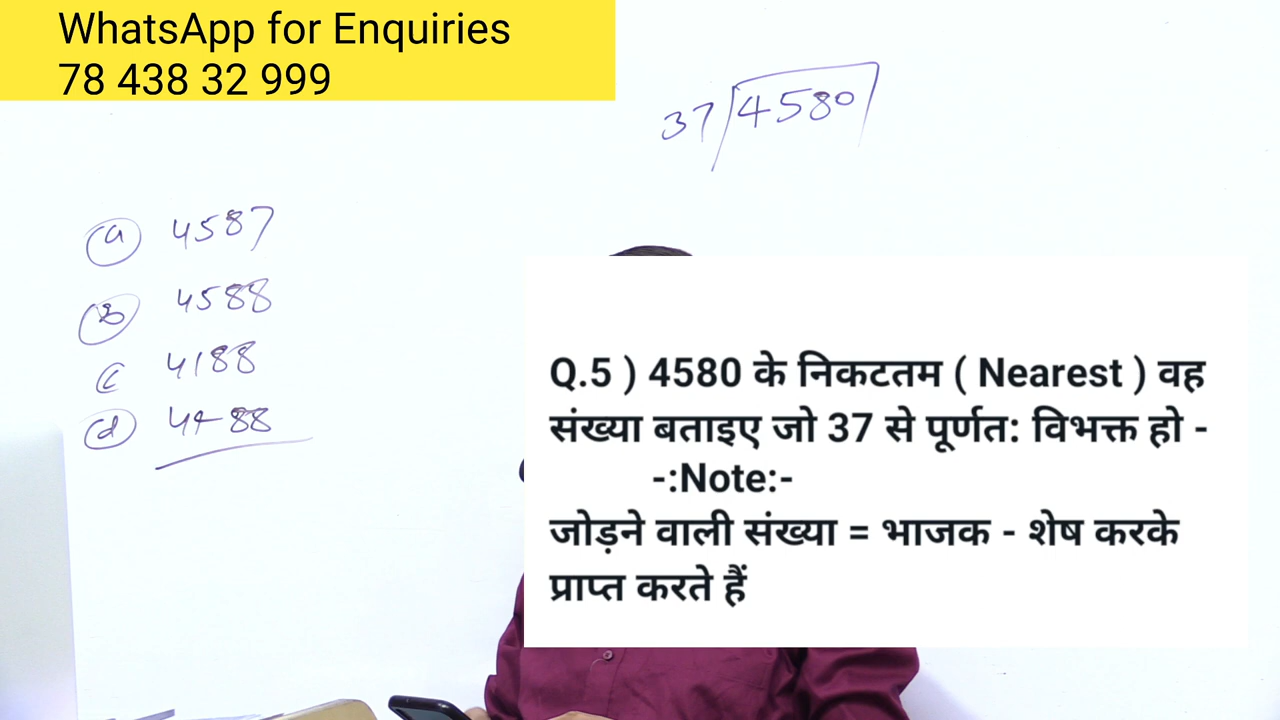 WhatsApp for Enquiries
78 438 32 999
37 4580
a 4587
b 4588
c 4188
d 4488
Q.5 ) 4580 के निकटतम ( Nearest ) वह
संख्या बताइए जो 37 से पूर्णत: विभक्त हो -
-:Note:-
जोड़ने वाली संख्या = भाजक - शेष करके
प्राप्त करते हैं